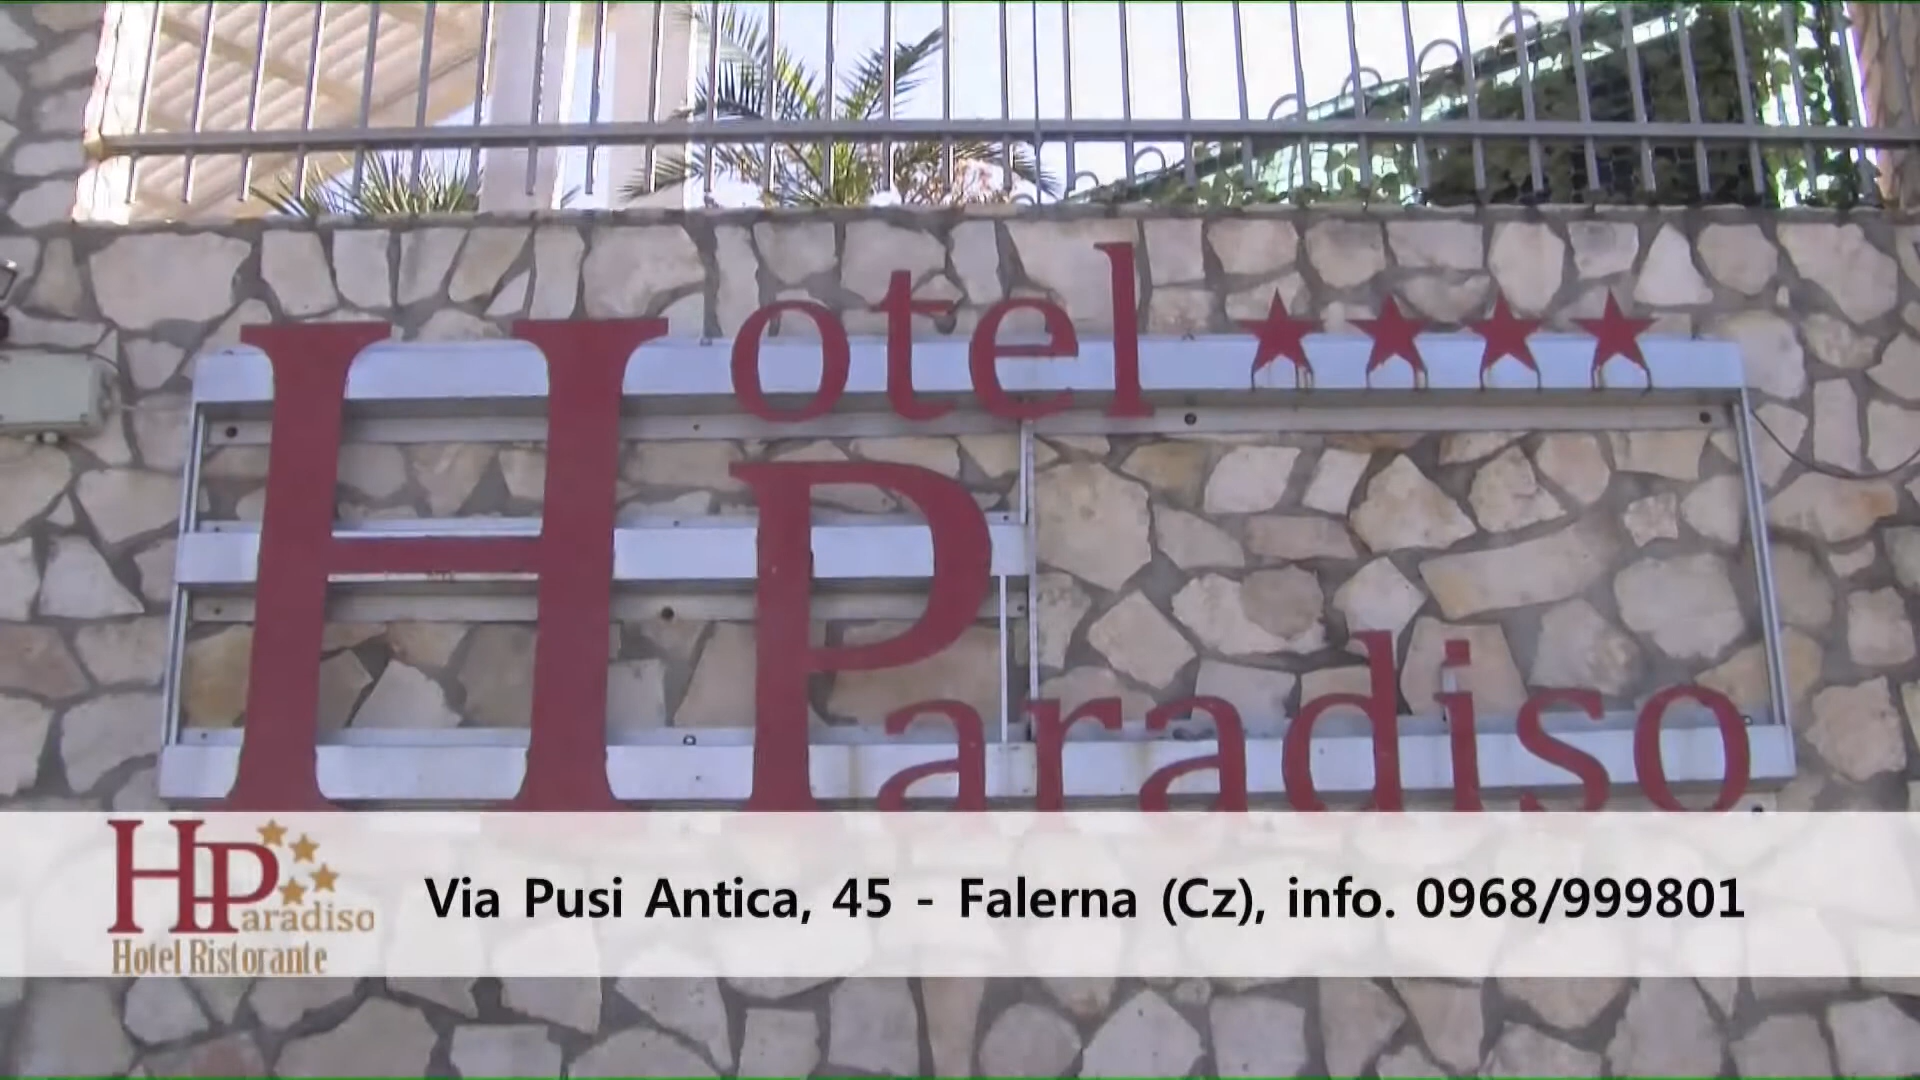 Hotel
Paradiso
HParadiso
Hotel Ristorante
Via Pusi Antica, 45 - Falerna (Cz), info. 0968/999801